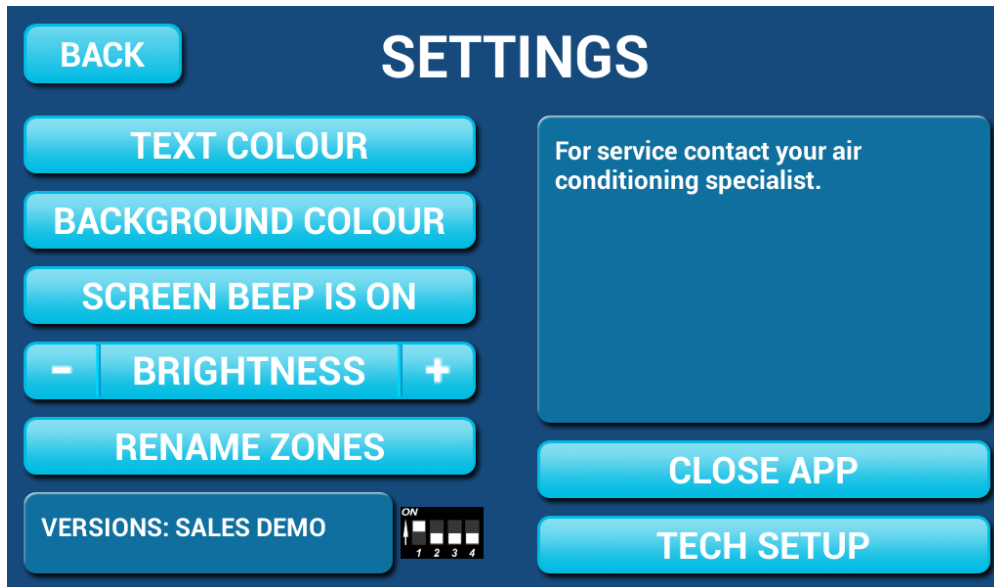 BACK
SETTINGS
TEXT COLOUR
BACKGROUND COLOUR
SCREEN BEEP IS ON
- BRIGHTNESS +
RENAME ZONES
VERSIONS: SALES DEMO
ON
1 2 3 4
For service contact your air
conditioning specialist.
CLOSE APP
TECH SETUP